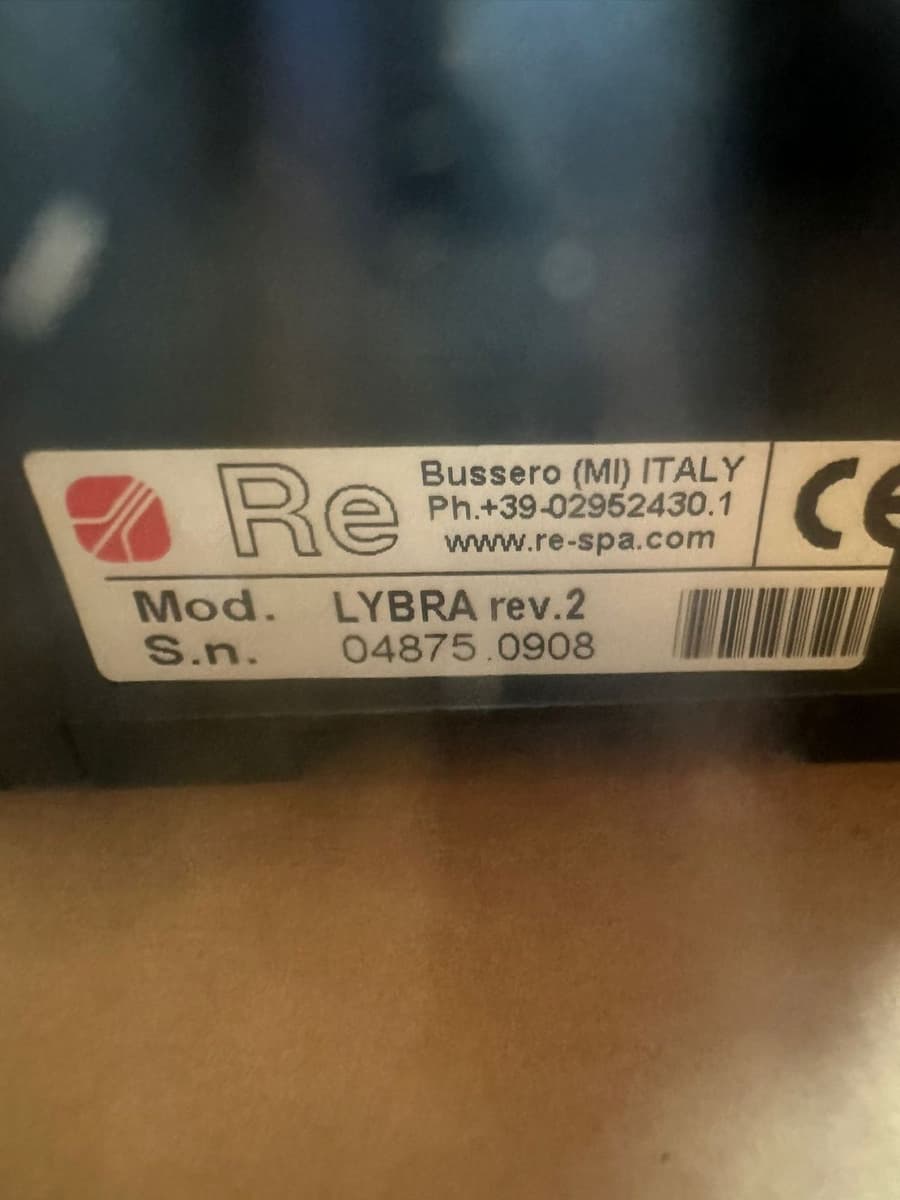 Re
Bussero (MI) ITALY
Ph.+39-02952430.1
www.re-spa.com
CE
Mod. LYBRA rev.2
S.n. 04875.0908